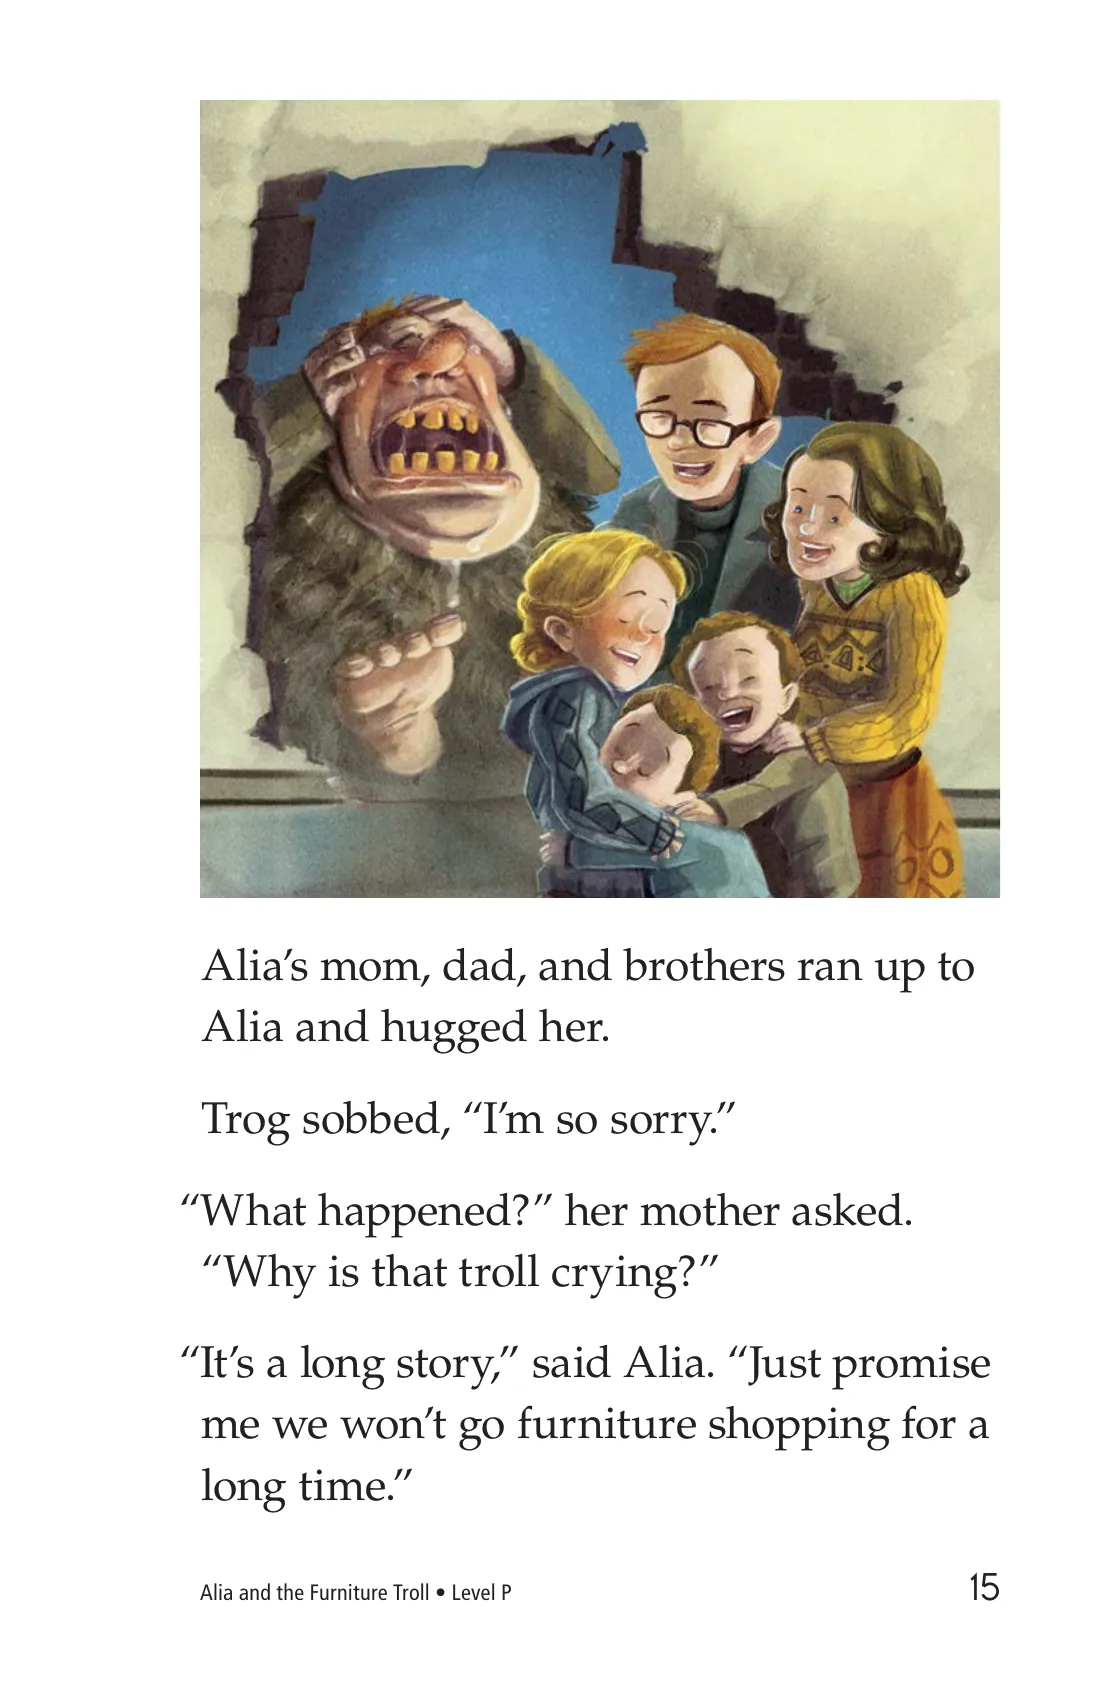 Alia’s mom, dad, and brothers ran up to
Alia and hugged her.
Trog sobbed, “I’m so sorry.”
“What happened?” her mother asked.
“Why is that troll crying?”
“It’s a long story,” said Alia. “Just promise
me we won’t go furniture shopping for a
long time.”
Alia and the Furniture Troll • Level P
15